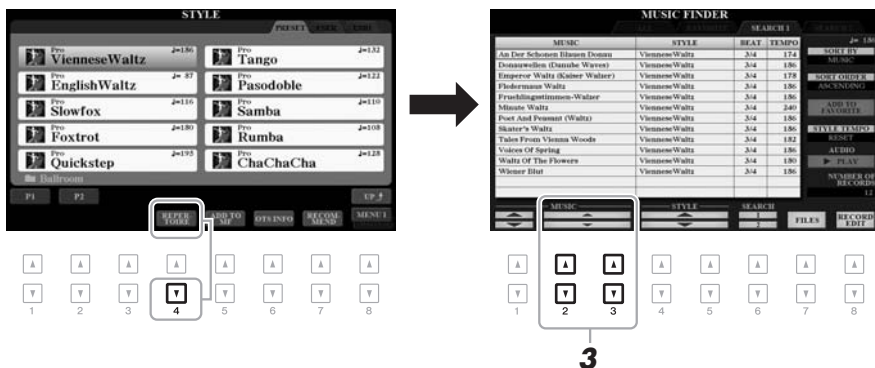 STYLE
PRESET USER USB1
Pro VienneseWaltz ♩=186
Pro Tango ♩=132
Pro EnglishWaltz ♩= 87
Pro Pasodoble ♩=122
Pro Slowfox ♩=116
Pro Samba ♩=110
Pro Foxtrot ♩=180
Pro Rumba ♩=108
Pro Quickstep ♩=195
Pro ChaChaCha ♩=128
Ballroom
P1 P2 UP
REPER-TOIRE ADD TO MF OTS INFO RECOM-MEND MENU 1
1 2 3 4 5 6 7 8
MUSIC FINDER
ALL FAVORITE SEARCH 1 SEARCH 2
MUSIC STYLE BEAT TEMPO
An Der Schonen Blauen Donau VienneseWaltz 3/4 174
Donauwellen (Danube Waves) VienneseWaltz 3/4 186
Emperor Waltz (Kaiser Walzer) VienneseWaltz 3/4 178
Fledermaus Waltz VienneseWaltz 3/4 186
Fruehlingsstimmen-Walzer VienneseWaltz 3/4 186
Minute Waltz VienneseWaltz 3/4 240
Poet And Peasant (Waltz) VienneseWaltz 3/4 186
Skater's Waltz VienneseWaltz 3/4 186
Tales From Vienna Woods VienneseWaltz 3/4 182
Voices Of Spring VienneseWaltz 3/4 186
Waltz Of The Flowers VienneseWaltz 3/4 180
Wiener Blut VienneseWaltz 3/4 186
♩= 186
SORT BY
MUSIC
SORT ORDER
ASCENDING
ADD TO
FAVORITE
STYLE TEMPO
RESET
AUDIO
PLAY
NUMBER OF
RECORDS
12
MUSIC STYLE SEARCH
1
2
FILES
RECORD
EDIT
1 2 3 4 5 6 7 8
3